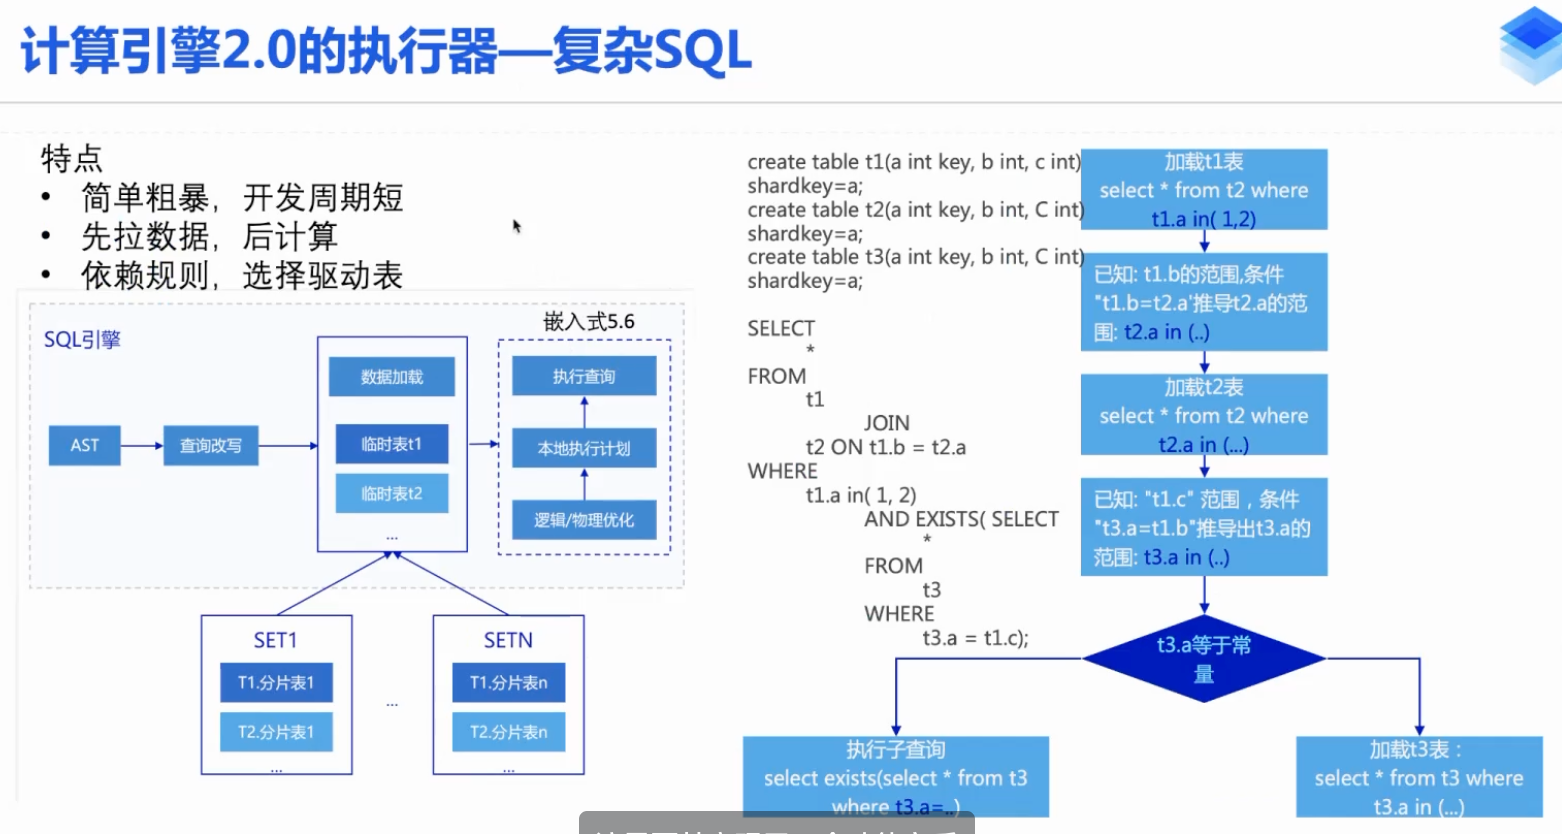 计算引擎2.0的执行器—复杂SQL
特点
• 简单粗暴，开发周期短
• 先拉数据，后计算
• 依赖规则，选择驱动表
SQL引擎
嵌入式5.6
AST
查询改写
数据加载
临时表t1
临时表t2
...
执行查询
本地执行计划
逻辑/物理优化
SET1
T1.分片表1
T2.分片表1
...
...
SETN
T1.分片表n
T2.分片表n
...
create table t1(a int key, b int, c int)
shardkey=a;
create table t2(a int key, b int, C int)
shardkey=a;
create table t3(a int key, b int, C int)
shardkey=a;
SELECT
*
FROM
t1
JOIN
t2 ON t1.b = t2.a
WHERE
t1.a in( 1, 2)
AND EXISTS( SELECT
*
FROM
t3
WHERE
t3.a = t1.c);
加载t1表
select * from t2 where
t1.a in( 1,2)
已知: t1.b的范围,条件
"t1.b=t2.a'推导t2.a的范
围: t2.a in (..)
加载t2表
select * from t2 where
t2.a in (...)
已知: "t1.c" 范围，条件
"t3.a=t1.b"推导出t3.a的
范围: t3.a in (..)
t3.a等于常
量
执行子查询
select exists(select * from t3
where t3.a=..)
加载t3表：
select * from t3 where
t3.a in (...)